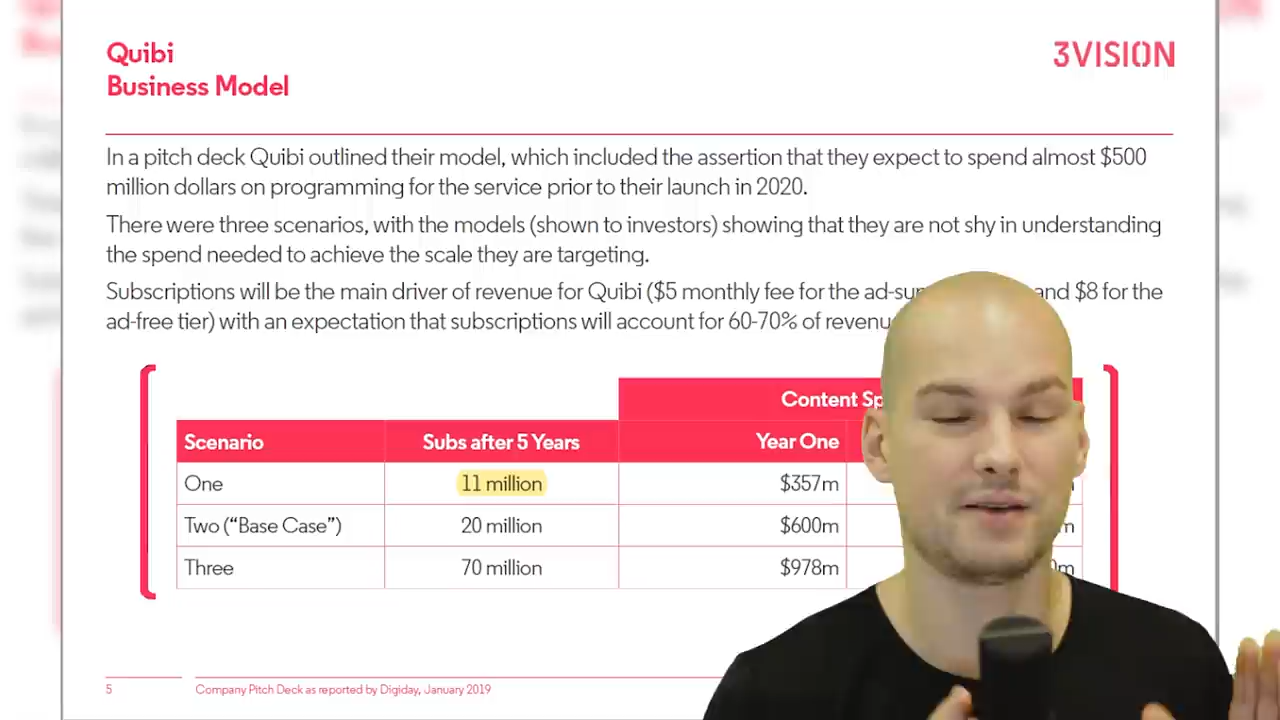 Quibi
Business Model
3VISION
In a pitch deck Quibi outlined their model, which included the assertion that they expect to spend almost $500
million dollars on programming for the service prior to their launch in 2020.
There were three scenarios, with the models (shown to investors) showing that they are not shy in understanding
the spend needed to achieve the scale they are targeting.
Subscriptions will be the main driver of revenue for Quibi ($5 monthly fee for the and $8 for the
ad-free tier) with an expectation that subscriptions will account for 60-70% of
Content
Scenario Subs after 5 Years Year One
One 11 million $357m
Two (“Base Case”) 20 million $600m
Three 70 million $978m
5 Company Pitch Deck as reported by Digiday, January 2019